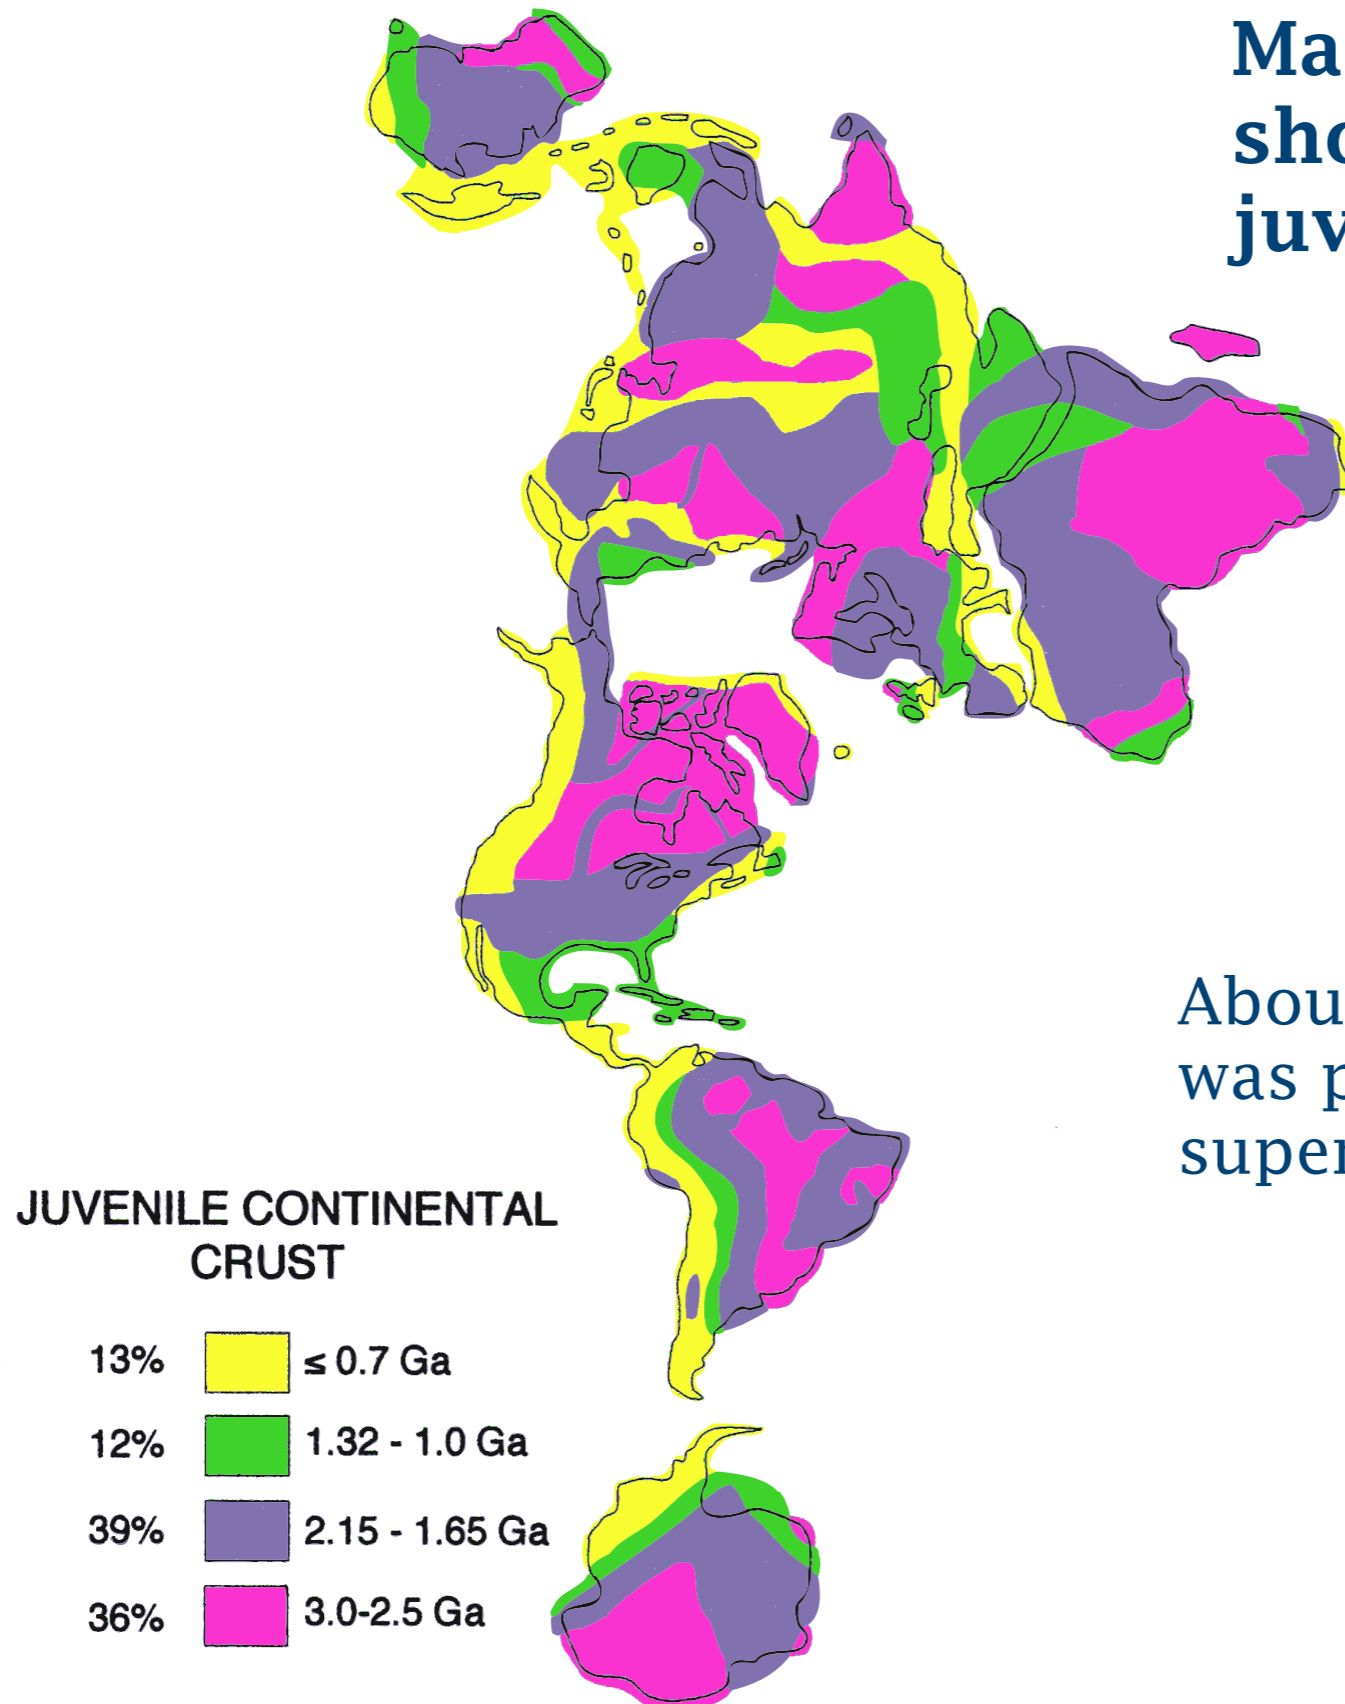 Ma
sho
juv
Abou
was p
super
JUVENILE CONTINENTAL
CRUST
13% ≤ 0.7 Ga
12% 1.32 - 1.0 Ga
39% 2.15 - 1.65 Ga
36% 3.0-2.5 Ga